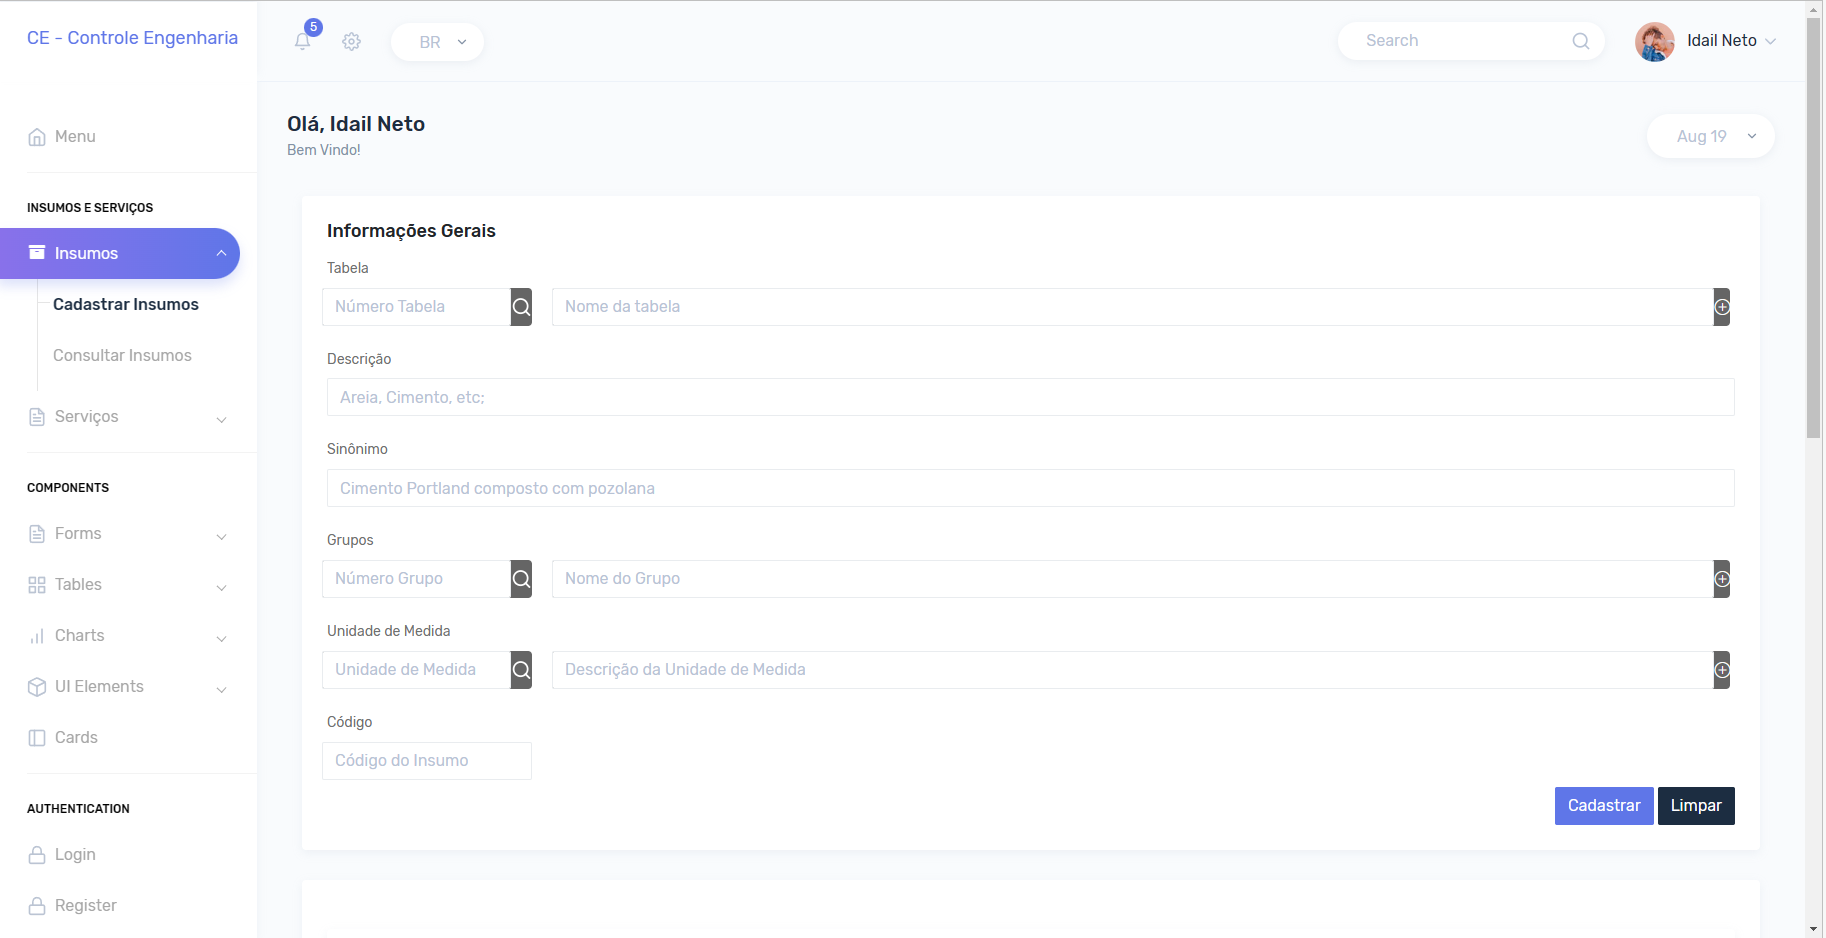 CE - Controle Engenharia
5
BR
Search
Idail Neto
Menu
INSUMOS E SERVIÇOS
Insumos
Cadastrar Insumos
Consultar Insumos
Serviços
COMPONENTS
Forms
Tables
Charts
UI Elements
Cards
AUTHENTICATION
Login
Register
Olá, Idail Neto
Bem Vindo!
Aug 19
Informações Gerais
Tabela
Número Tabela
Nome da tabela
Descrição
Areia, Cimento, etc;
Sinônimo
Cimento Portland composto com pozolana
Grupos
Número Grupo
Nome do Grupo
Unidade de Medida
Unidade de Medida
Descrição da Unidade de Medida
Código
Código do Insumo
Cadastrar
Limpar